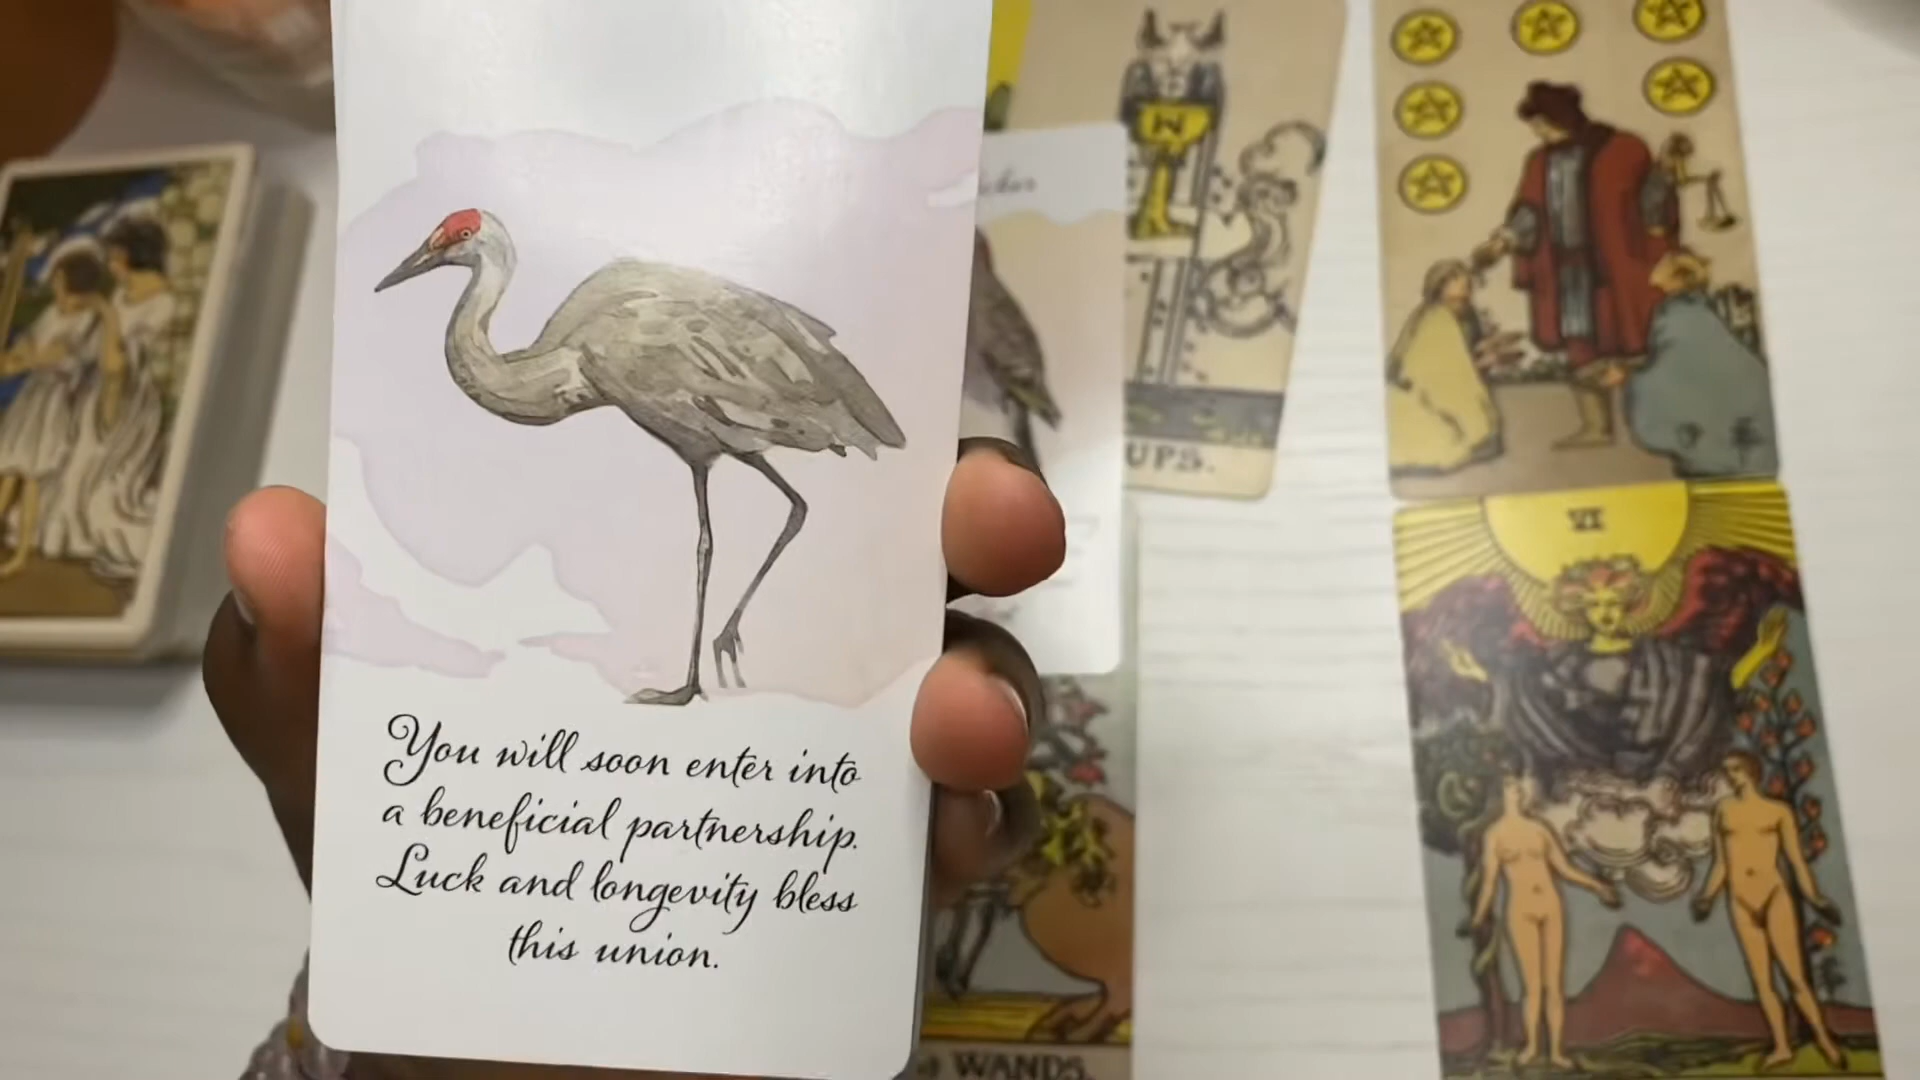 You will soon enter into
a beneficial partnership.
Luck and longevity bless
this union.
UPS.
VI
WANDS.